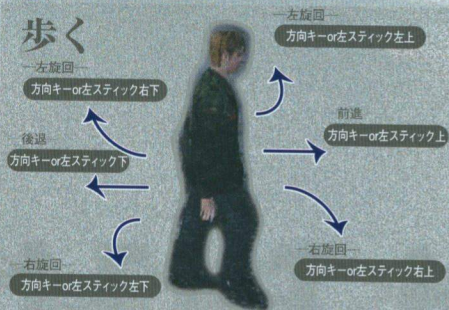 歩く
左旋回
方向キーor左スティック右下
後退
方向キーor左スティック下
右旋回
方向キーor左スティック左下
左旋回
方向キーor左スティック左上
前進
方向キーor左スティック上
右旋回
方向キーor左スティック右上